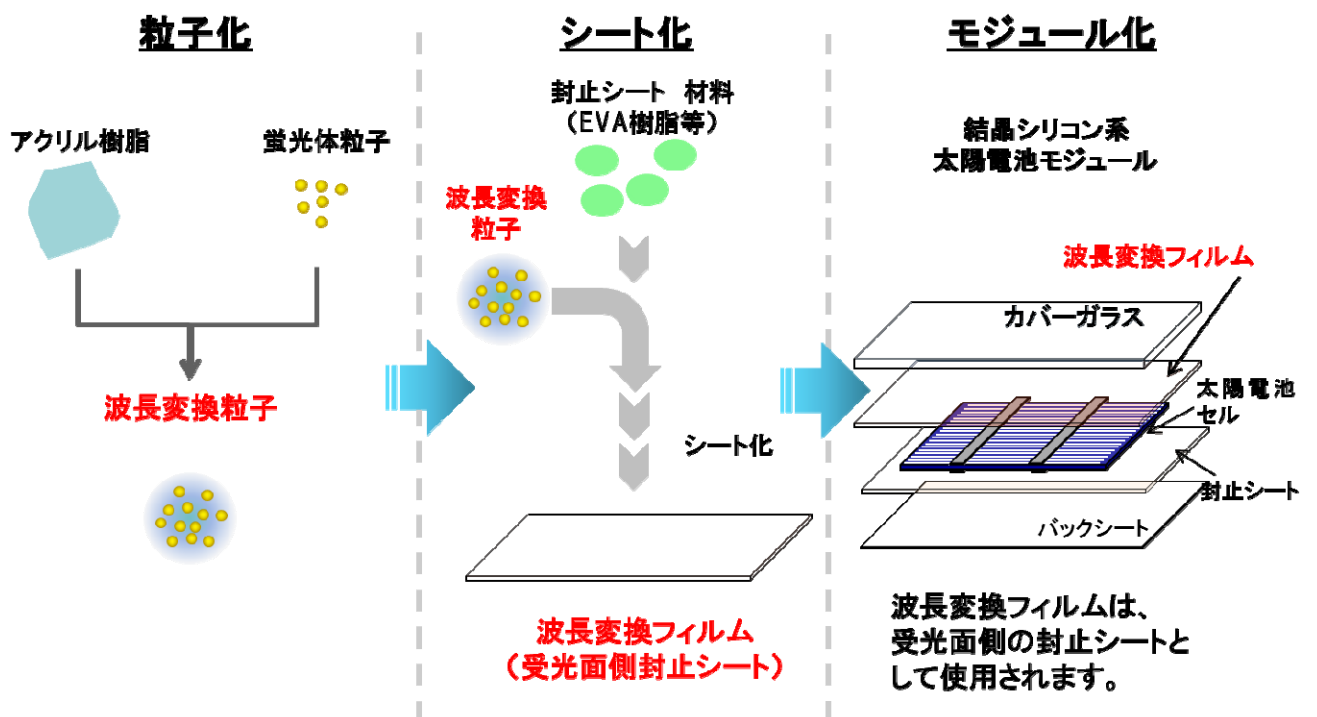 粒子化
アクリル樹脂
蛍光体粒子
波長変換粒子
シート化
封止シート 材料
（EVA樹脂等）
波長変換
粒子
シート化
波長変換フィルム
（受光面側封止シート）
モジュール化
結晶シリコン系
太陽電池モジュール
波長変換フィルム
カバーガラス
太陽電池
セル
封止シート
バックシート
波長変換フィルムは、
受光面側の封止シートと
して使用されます。